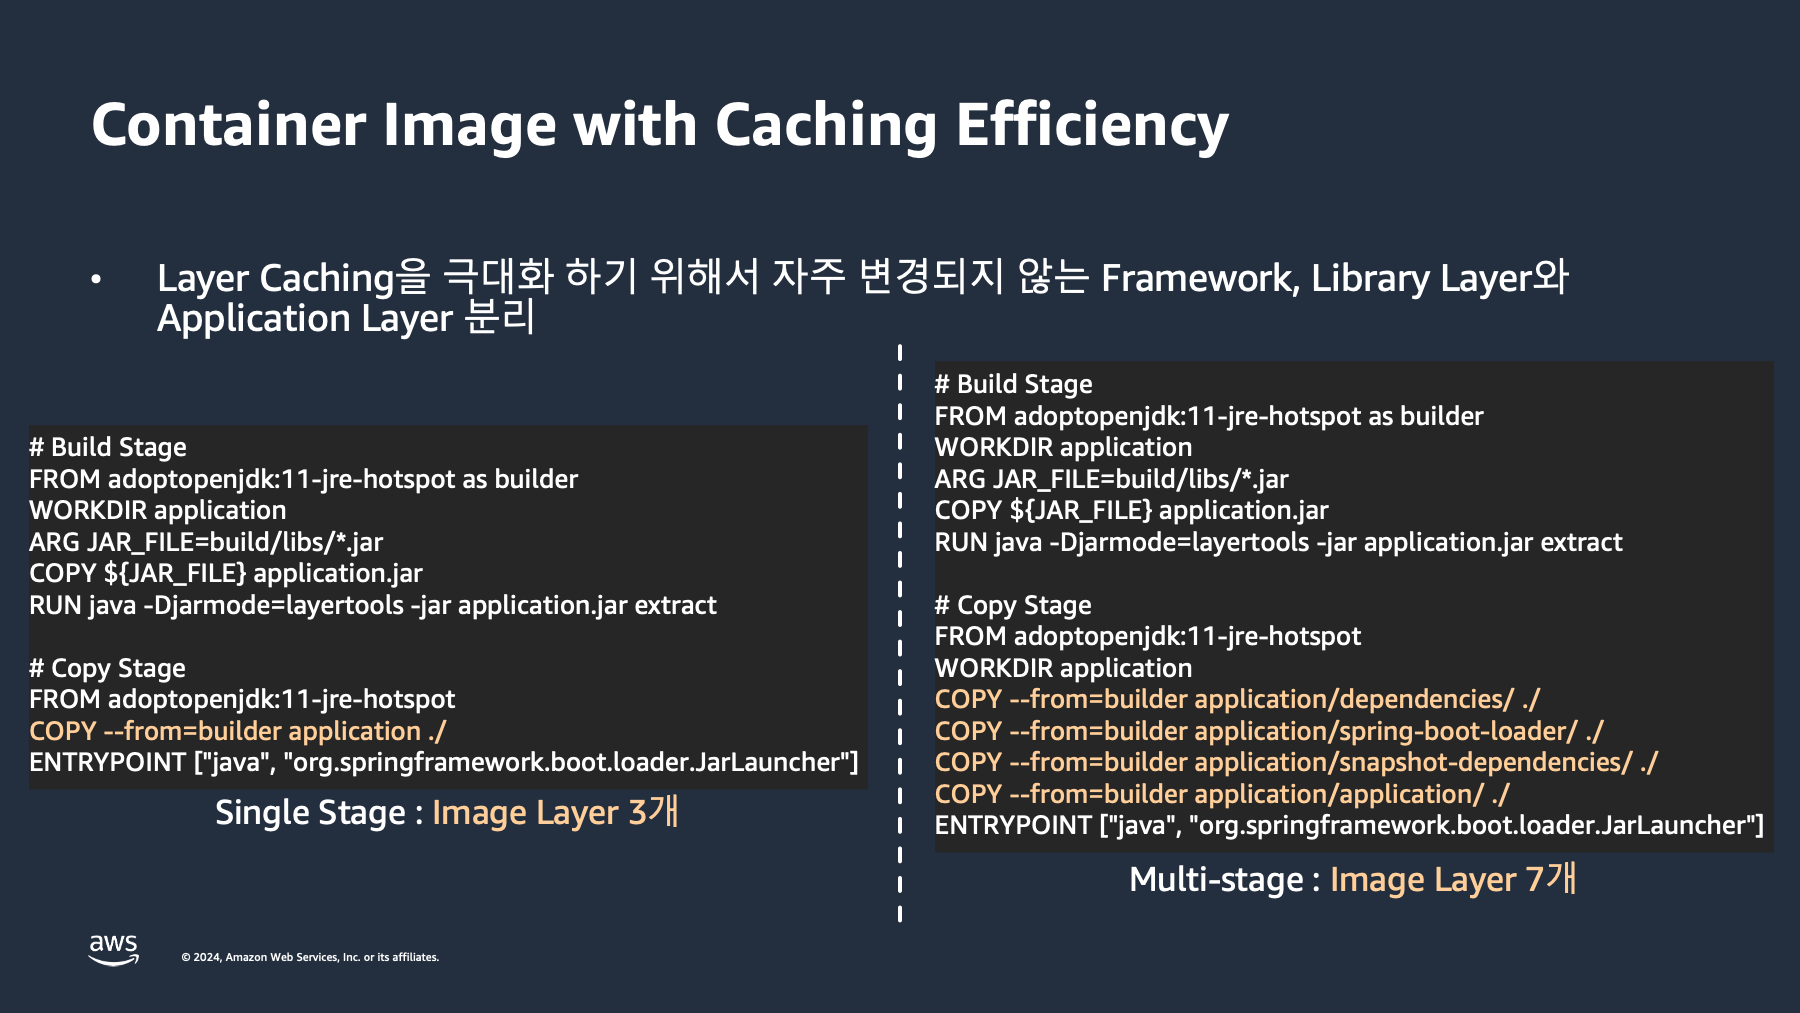 Container Image with Caching Efficiency
• Layer Caching을 극대화 하기 위해서 자주 변경되지 않는 Framework, Library Layer와
Application Layer 분리
# Build Stage
FROM adoptopenjdk:11-jre-hotspot as builder
WORKDIR application
ARG JAR_FILE=build/libs/*.jar
COPY ${JAR_FILE} application.jar
RUN java -Djarmode=layertools -jar application.jar extract

# Copy Stage
FROM adoptopenjdk:11-jre-hotspot
COPY --from=builder application ./
ENTRYPOINT ["java", "org.springframework.boot.loader.JarLauncher"]
Single Stage : Image Layer 3개
# Build Stage
FROM adoptopenjdk:11-jre-hotspot as builder
WORKDIR application
ARG JAR_FILE=build/libs/*.jar
COPY ${JAR_FILE} application.jar
RUN java -Djarmode=layertools -jar application.jar extract

# Copy Stage
FROM adoptopenjdk:11-jre-hotspot
WORKDIR application
COPY --from=builder application/dependencies/ ./
COPY --from=builder application/spring-boot-loader/ ./
COPY --from=builder application/snapshot-dependencies/ ./
COPY --from=builder application/application/ ./
ENTRYPOINT ["java", "org.springframework.boot.loader.JarLauncher"]
Multi-stage : Image Layer 7개
aws
© 2024, Amazon Web Services, Inc. or its affiliates.